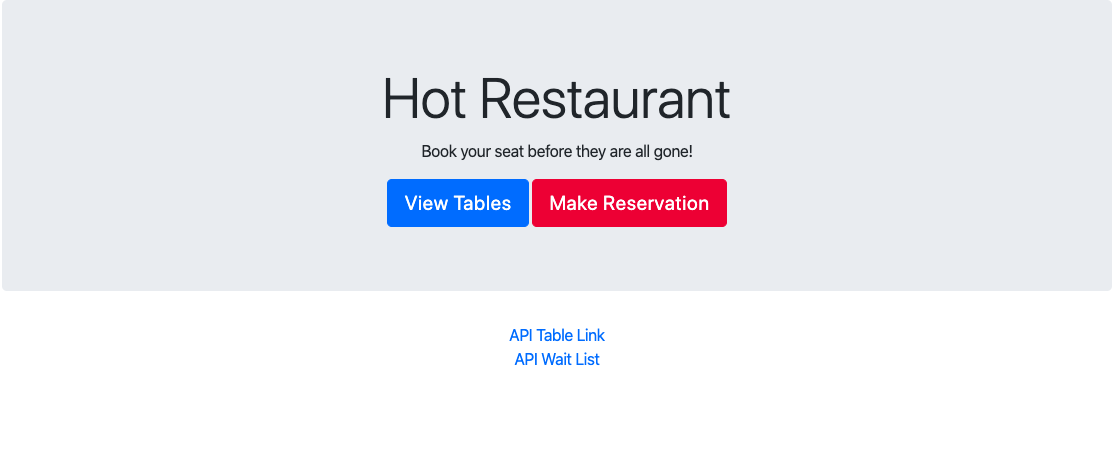 Hot Restaurant
Book your seat before they are all gone!
View Tables Make Reservation
API Table Link
API Wait List